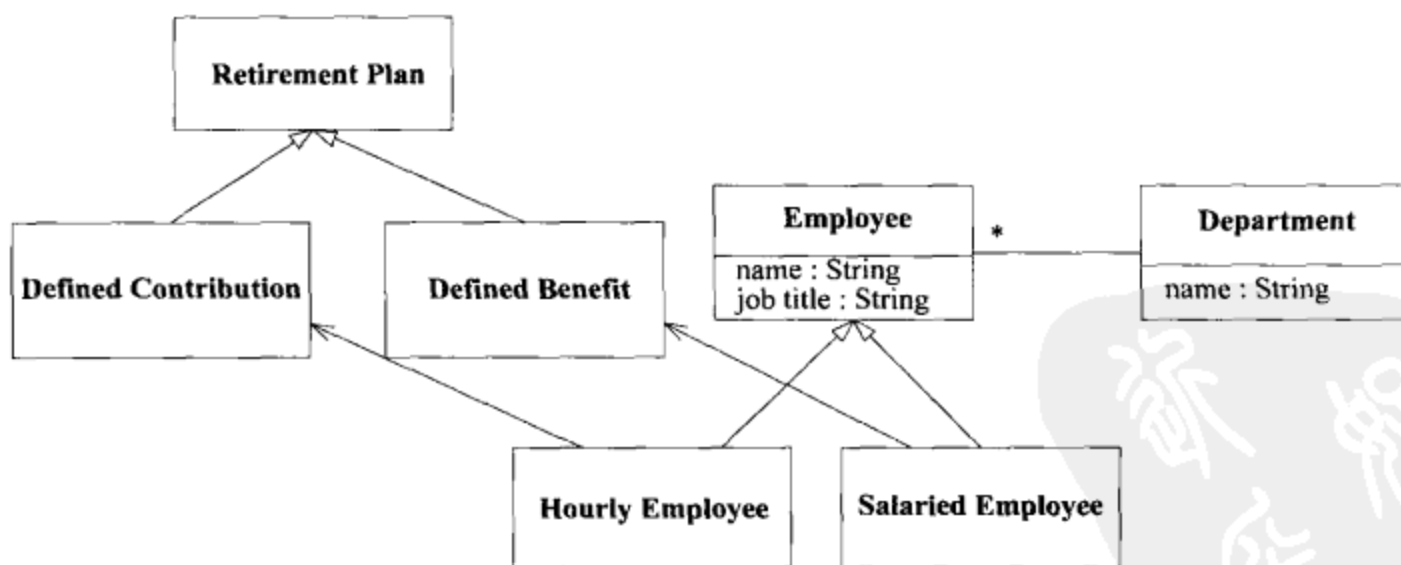 Retirement Plan
Employee
Department
*
name : String
job title : String
name : String
Defined Contribution
Defined Benefit
Hourly Employee
Salaried Employee